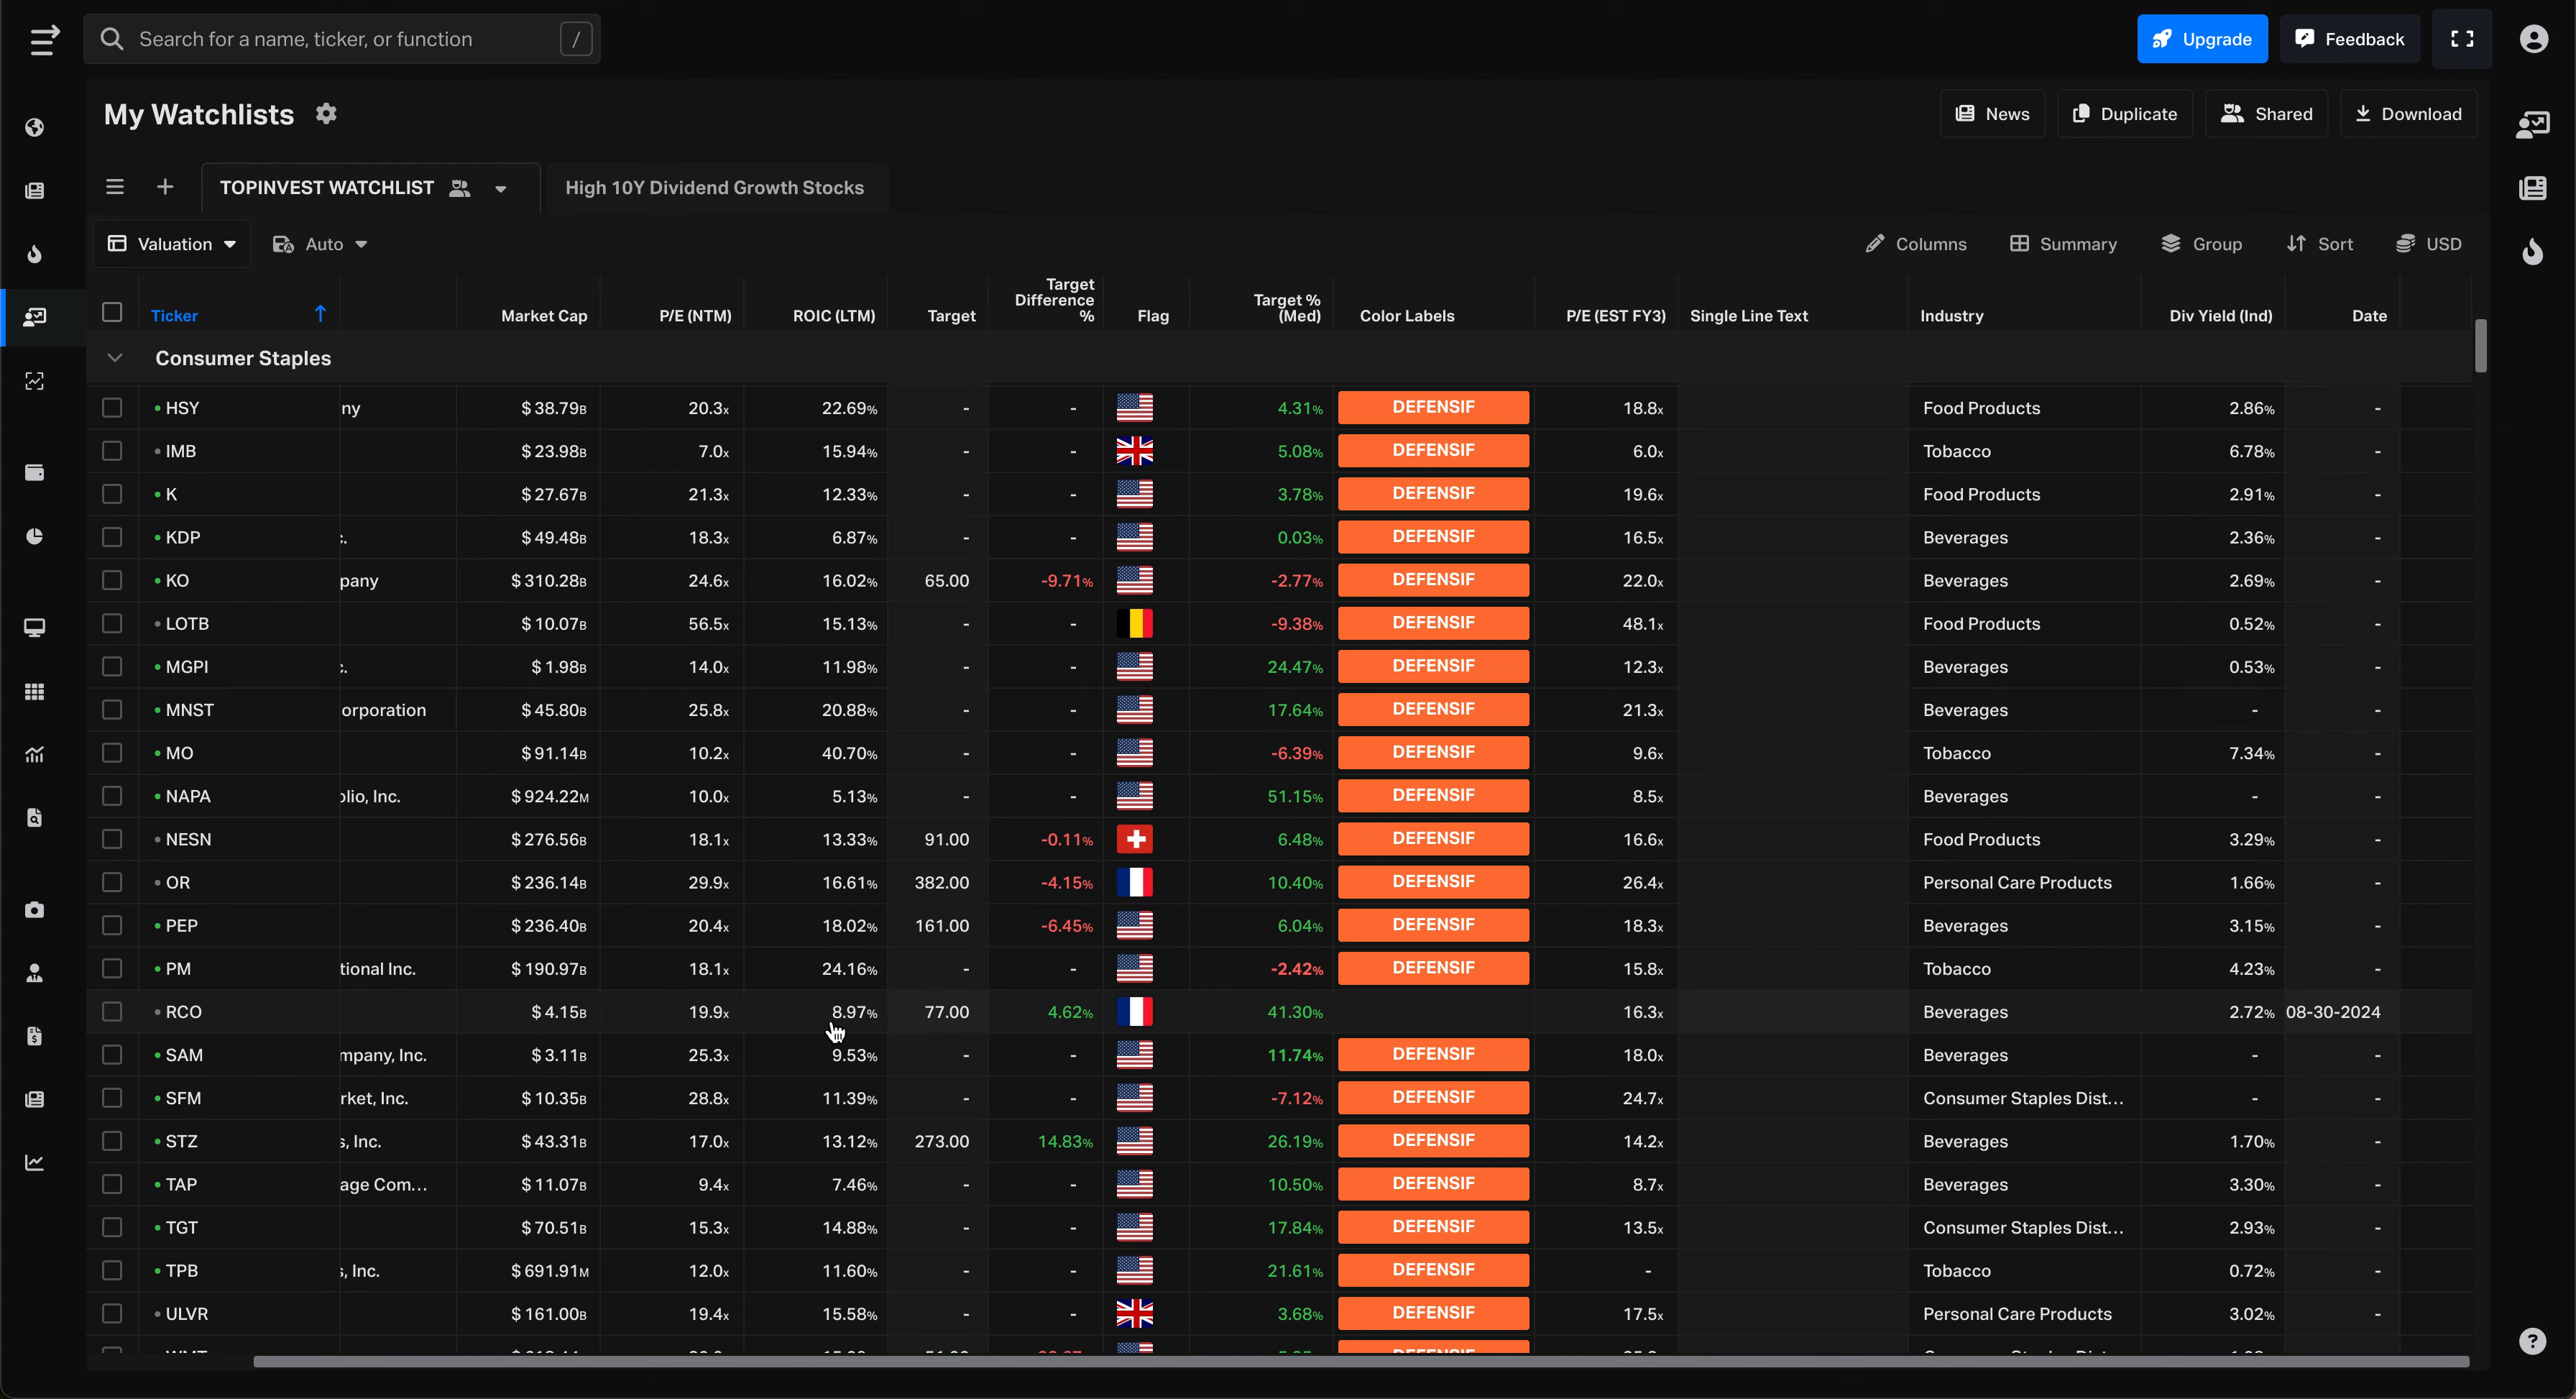 Search for a name, ticker, or function /
Upgrade Feedback
My Watchlists News Duplicate Shared Download
TOPINVEST WATCHLIST High 10Y Dividend Growth Stocks
Valuation Auto Columns Summary Group Sort USD
Ticker Market Cap P/E (NTM) ROIC (LTM) Target Target Difference % Flag Target % (Med) Color Labels P/E (EST FY3) Single Line Text Industry Div Yield (Ind) Date
Consumer Staples
HSY ny $ 38.79B 20.3x 22.69% - - 4.31% DEFENSIF 18.8x Food Products 2.86% -
IMB $ 23.98B 7.0x 15.94% - - 5.08% DEFENSIF 6.0x Tobacco 6.78% -
K $ 27.67B 21.3x 12.33% - - 3.78% DEFENSIF 19.6x Food Products 2.91% -
KDP c. $ 49.48B 18.3x 6.87% - - 0.03% DEFENSIF 16.5x Beverages 2.36% -
KO pany $ 310.28B 24.6x 16.02% 65.00 -9.71% -2.77% DEFENSIF 22.0x Beverages 2.69% -
LOTB $ 10.07B 56.5x 15.13% - - -9.38% DEFENSIF 48.1x Food Products 0.52% -
MGPI c. $ 1.98B 14.0x 11.98% - - 24.47% DEFENSIF 12.3x Beverages 0.53% -
MNST orporation $ 45.80B 25.8x 20.88% - - 17.64% DEFENSIF 21.3x Beverages - -
MO $ 91.14B 10.2x 40.70% - - -6.39% DEFENSIF 9.6x Tobacco 7.34% -
NAPA olio, Inc. $ 924.22M 10.0x 5.13% - - 51.15% DEFENSIF 8.5x Beverages - -
NESN $ 276.56B 18.1x 13.33% 91.00 -0.11% 6.48% DEFENSIF 16.6x Food Products 3.29% -
OR $ 236.14B 29.9x 16.61% 382.00 -4.15% 10.40% DEFENSIF 26.4x Personal Care Products 1.66% -
PEP $ 236.40B 20.4x 18.02% 161.00 -6.45% 6.04% DEFENSIF 18.3x Beverages 3.15% -
PM tional Inc. $ 190.97B 18.1x 24.16% - - -2.42% DEFENSIF 15.8x Tobacco 4.23% -
RCO $ 4.15B 19.9x 8.97% 77.00 4.62% 41.30% 16.3x Beverages 2.72% 08-30-2024
SAM mpany, Inc. $ 3.11B 25.3x 9.53% - - 11.74% DEFENSIF 18.0x Beverages - -
SFM rket, Inc. $ 10.35B 28.8x 11.39% - - -7.12% DEFENSIF 24.7x Consumer Staples Dist... - -
STZ s, Inc. $ 43.31B 17.0x 13.12% 273.00 14.83% 26.19% DEFENSIF 14.2x Beverages 1.70% -
TAP age Com... $ 11.07B 9.4x 7.46% - - 10.50% DEFENSIF 8.7x Beverages 3.30% -
TGT $ 70.51B 15.3x 14.88% - - 17.84% DEFENSIF 13.5x Consumer Staples Dist... 2.93% -
TPB s, Inc. $ 691.91M 12.0x 11.60% - - 21.61% DEFENSIF - Tobacco 0.72% -
ULVR $ 161.00B 19.4x 15.58% - - 3.68% DEFENSIF 17.5x Personal Care Products 3.02% -